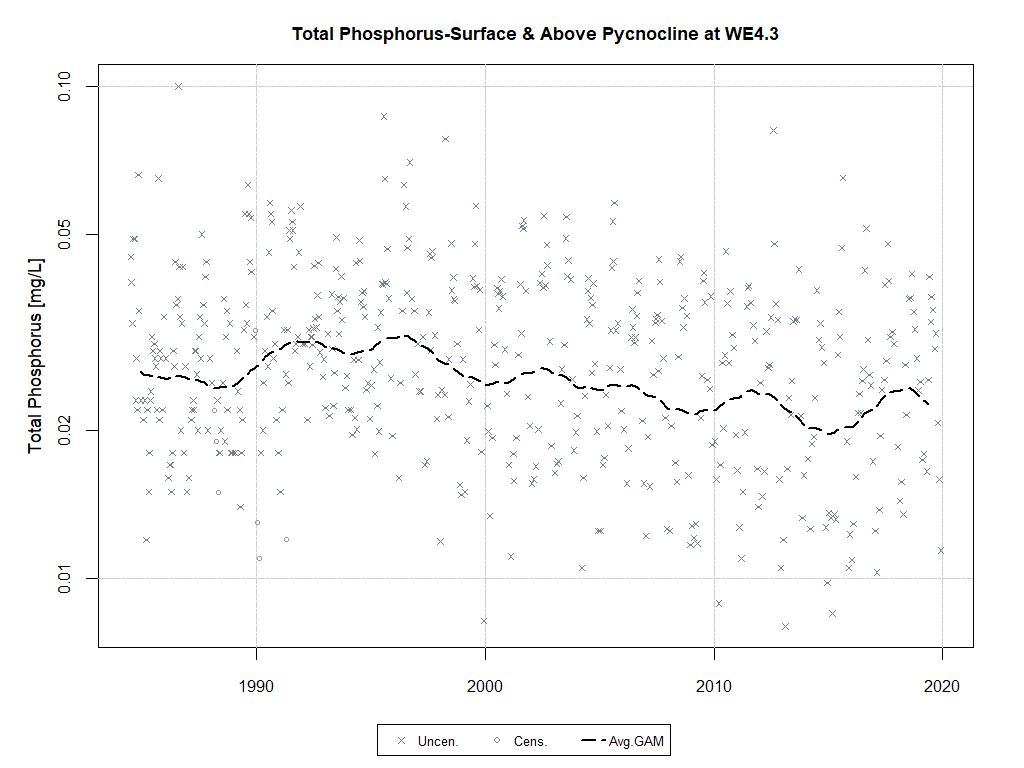 Total Phosphorus-Surface & Above Pycnocline at WE4.3
Total Phosphorus [mg/L]
0.10
0.05
0.02
0.01
1990 2000 2010 2020
Uncen. Cens. Avg.GAM